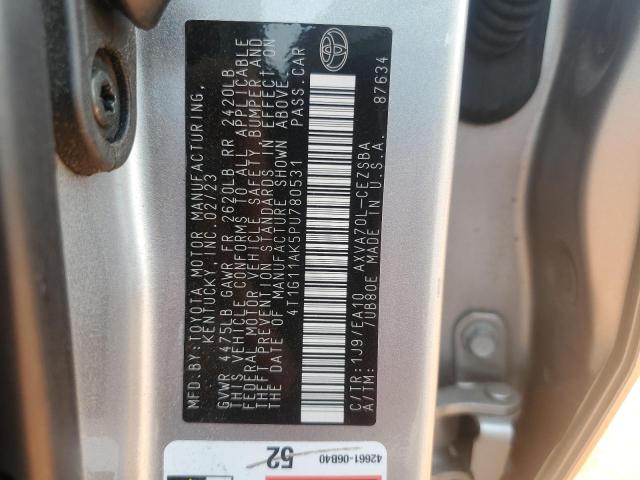 MFD.BY:TOYOTA MOTOR MANUFACTURING,
KENTUCKY, INC. 02/23
GVWR 4475LB GAWR FR 2620LB RR 2420LB
THIS VEHICLE CONFORMS TO ALL APPLICABLE
FEDERAL MOTOR VEHICLE SAFETY, BUMPER AND
THEFT PREVENTION STANDARDS IN EFFECT ON
THE DATE OF MANUFACTURE SHOWN ABOVE.
4T1G11AK5PU780531 PASS.CAR
C/TR:1J9/EA10 AXVA70L-CEZSBA
A/TM: /UB80E MADE IN U.S.A. 87634
42661-06B40
52